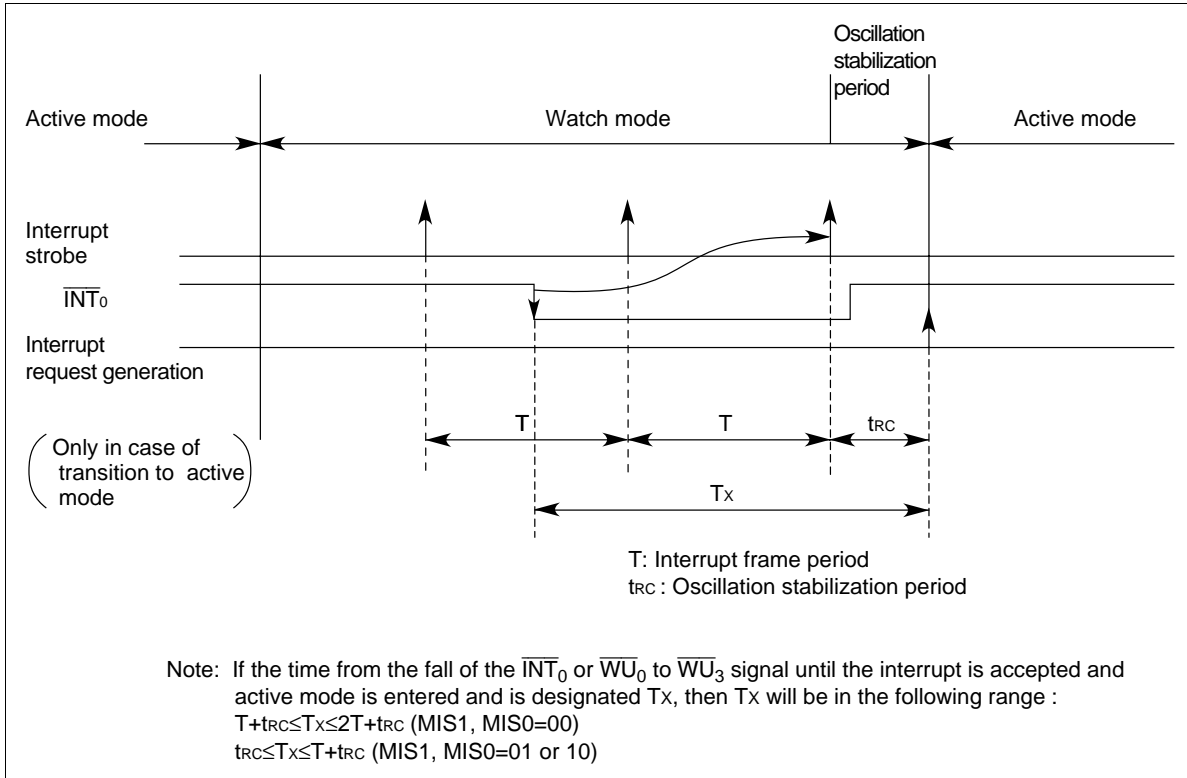 Oscillation
stabilization
period
Active mode
Watch mode
Active mode
Interrupt
strobe
I̅N̅T̅₀
Interrupt
request generation
T
T
tRC
(Only in case of
transition to active
mode)
TX
T: Interrupt frame period
tRC : Oscillation stabilization period
Note: If the time from the fall of the I̅N̅T̅₀ or W̅U̅₀ to W̅U̅₃ signal until the interrupt is accepted and
active mode is entered and is designated TX, then TX will be in the following range :
T+tRC≤TX≤2T+tRC (MIS1, MIS0=00)
tRC≤TX≤T+tRC (MIS1, MIS0=01 or 10)